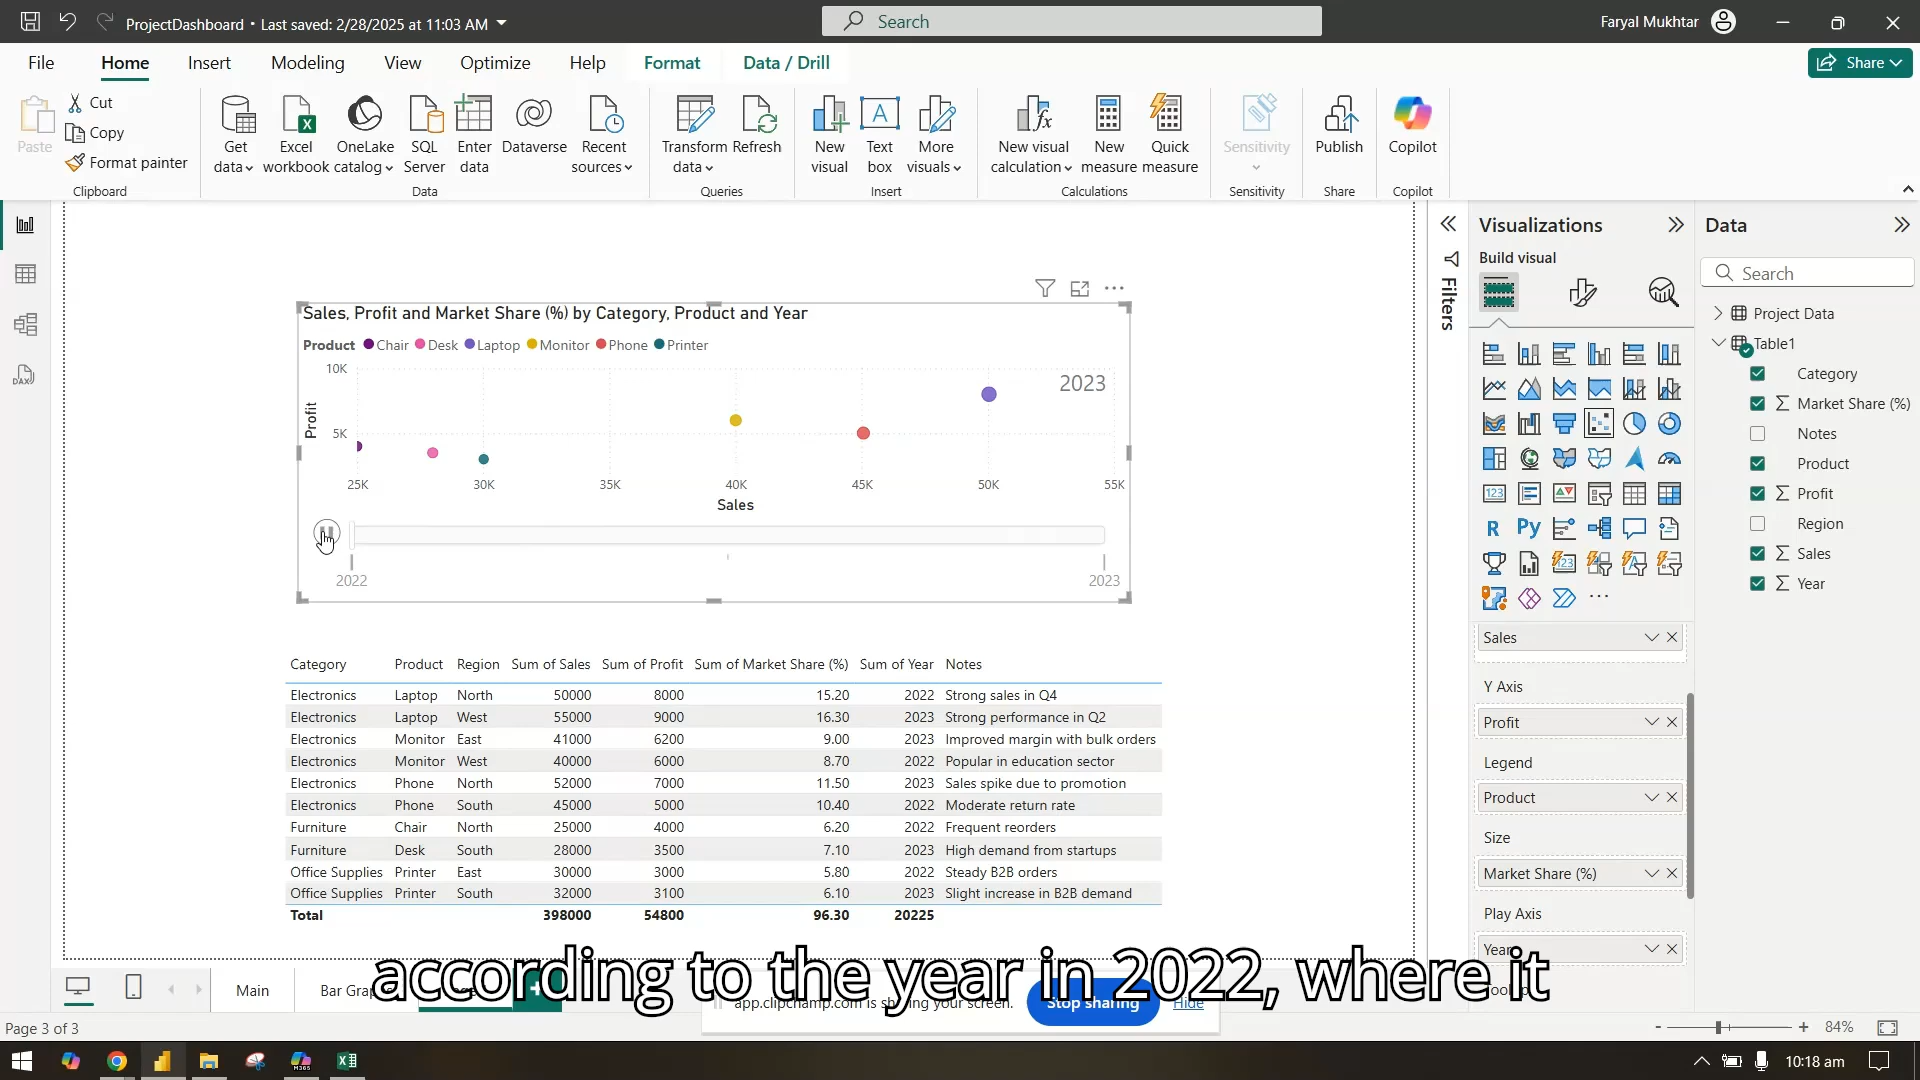 ProjectDashboard • Last saved: 2/28/2025 at 11:03 AM
Search
Faryal Mukhtar
File
Home
Insert
Modeling
View
Optimize
Help
Format
Data / Drill
Share
Paste
Cut
Copy
Format painter
Clipboard
Get data
Excel workbook
OneLake catalog
SQL Server
Enter data
Dataverse
Recent sources
Data
Transform data
Refresh
Queries
New visual
Text box
More visuals
Insert
New visual calculation
New measure
Quick measure
Calculations
Sensitivity
Sensitivity
Publish
Share
Copilot
Copilot
Sales, Profit and Market Share (%) by Category, Product and Year
Product Chair Desk Laptop Monitor Phone Printer
2023
Profit
10K
5K
25K 30K 35K 40K 45K 50K 55K
Sales
2022 2023
Category Product Region Sum of Sales Sum of Profit Sum of Market Share (%) Sum of Year Notes
Electronics Laptop North 50000 8000 15.20 2022 Strong sales in Q4
Electronics Laptop West 55000 9000 16.30 2023 Strong performance in Q2
Electronics Monitor East 41000 6200 9.00 2023 Improved margin with bulk orders
Electronics Monitor West 40000 6000 8.70 2022 Popular in education sector
Electronics Phone North 52000 7000 11.50 2023 Sales spike due to promotion
Electronics Phone South 45000 5000 10.40 2022 Moderate return rate
Furniture Chair North 25000 4000 6.20 2022 Frequent reorders
Furniture Desk South 28000 3500 7.10 2023 High demand from startups
Office Supplies Printer East 30000 3000 5.80 2022 Steady B2B orders
Office Supplies Printer South 32000 3100 6.10 2023 Slight increase in B2B demand
Total 398000 54800 96.30 20225
Filters
Visualizations
Build visual
123
R
Py
Sales
Y Axis
Profit
Legend
Product
Size
Market Share (%)
Play Axis
Year
Data
Search
Project Data
Table1
Category
Market Share (%)
Notes
Product
Profit
Region
Sales
Year
DAX
according to the year in 2022, where it
Main
app.clipchamp.com is sharing your screen.
Stop sharing
Hide
Page 3 of 3
84%
M365
10:18 am